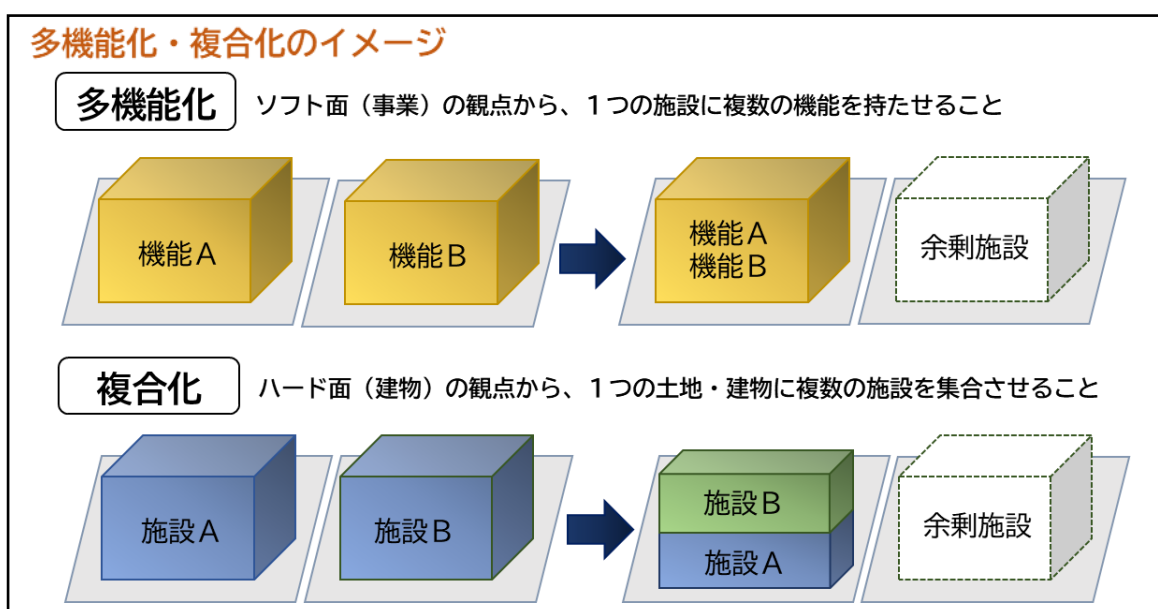 多機能化・複合化のイメージ
多機能化
ソフト面（事業）の観点から、１つの施設に複数の機能を持たせること
機能Ａ
機能Ｂ
機能Ａ
機能Ｂ
余剰施設
複合化
ハード面（建物）の観点から、１つの土地・建物に複数の施設を集合させること
施設Ａ
施設Ｂ
施設Ｂ
施設Ａ
余剰施設